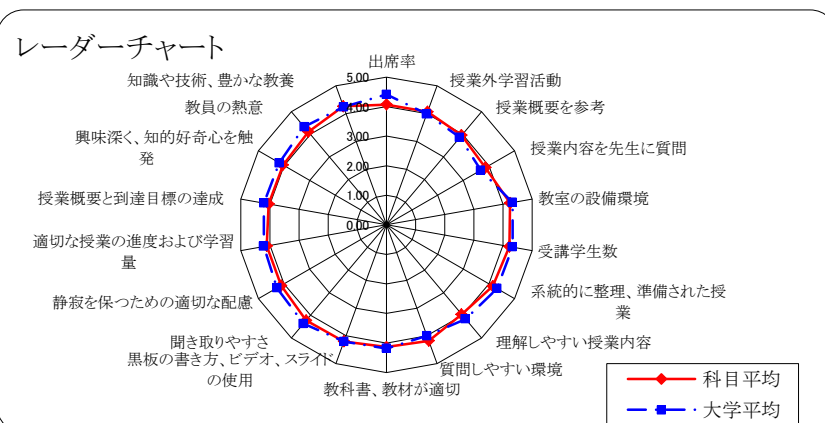 レーダーチャート
出席率
授業外学習活動
授業概要を参考
授業内容を先生に質問
教室の設備環境
受講学生数
系統的に整理、準備された授
業
理解しやすい授業内容
質問しやすい環境
教科書、教材が適切
黒板の書き方、ビデオ、スライド
の使用
聞き取りやすさ
静寂を保つための適切な配慮
適切な授業の進度および学習
量
授業概要と到達目標の達成
興味深く、知的好奇心を触
発
教員の熱意
知識や技術、豊かな教養
5.00
4.00
3.00
2.00
1.00
0.00
科目平均
大学平均